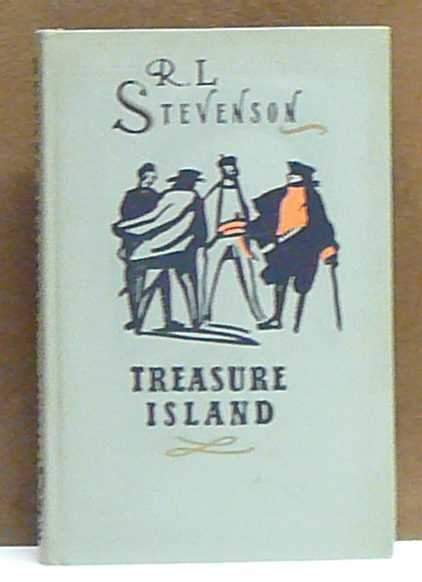 R. L
STEVENSON
TREASURE
ISLAND